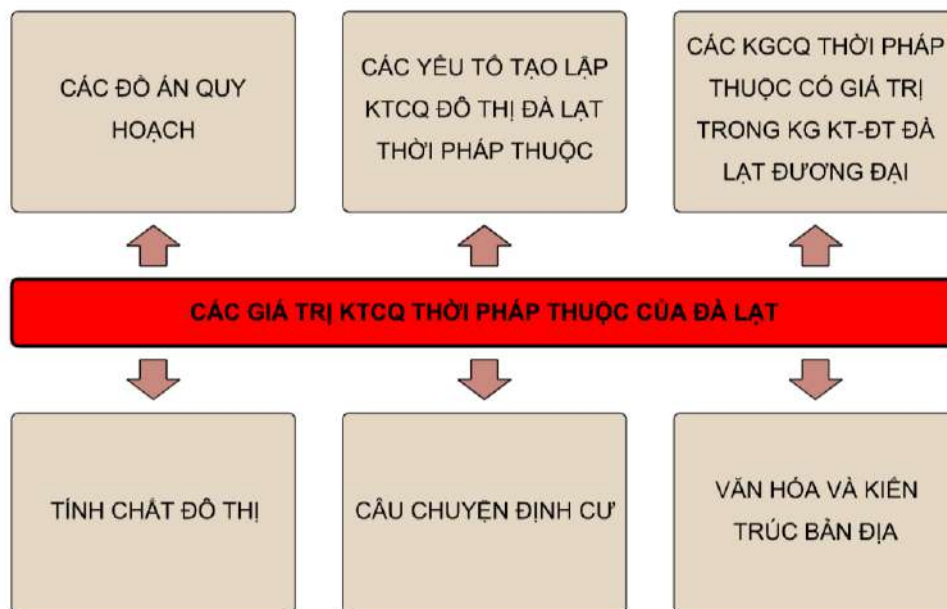 CÁC ĐỒ ÁN QUY
HOẠCH
CÁC YẾU TỐ TẠO LẬP
KTCQ ĐÔ THỊ ĐÀ LẠT
THỜI PHÁP THUỘC
CÁC KGCQ THỜI PHÁP
THUỘC CÓ GIÁ TRỊ
TRONG KG KT-ĐT ĐÀ
LẠT ĐƯƠNG ĐẠI
CÁC GIÁ TRỊ KTCQ THỜI PHÁP THUỘC CỦA ĐÀ LẠT
TÍNH CHẤT ĐÔ THỊ
CÂU CHUYỆN ĐỊNH CƯ
VĂN HÓA VÀ KIẾN
TRÚC BẢN ĐỊA